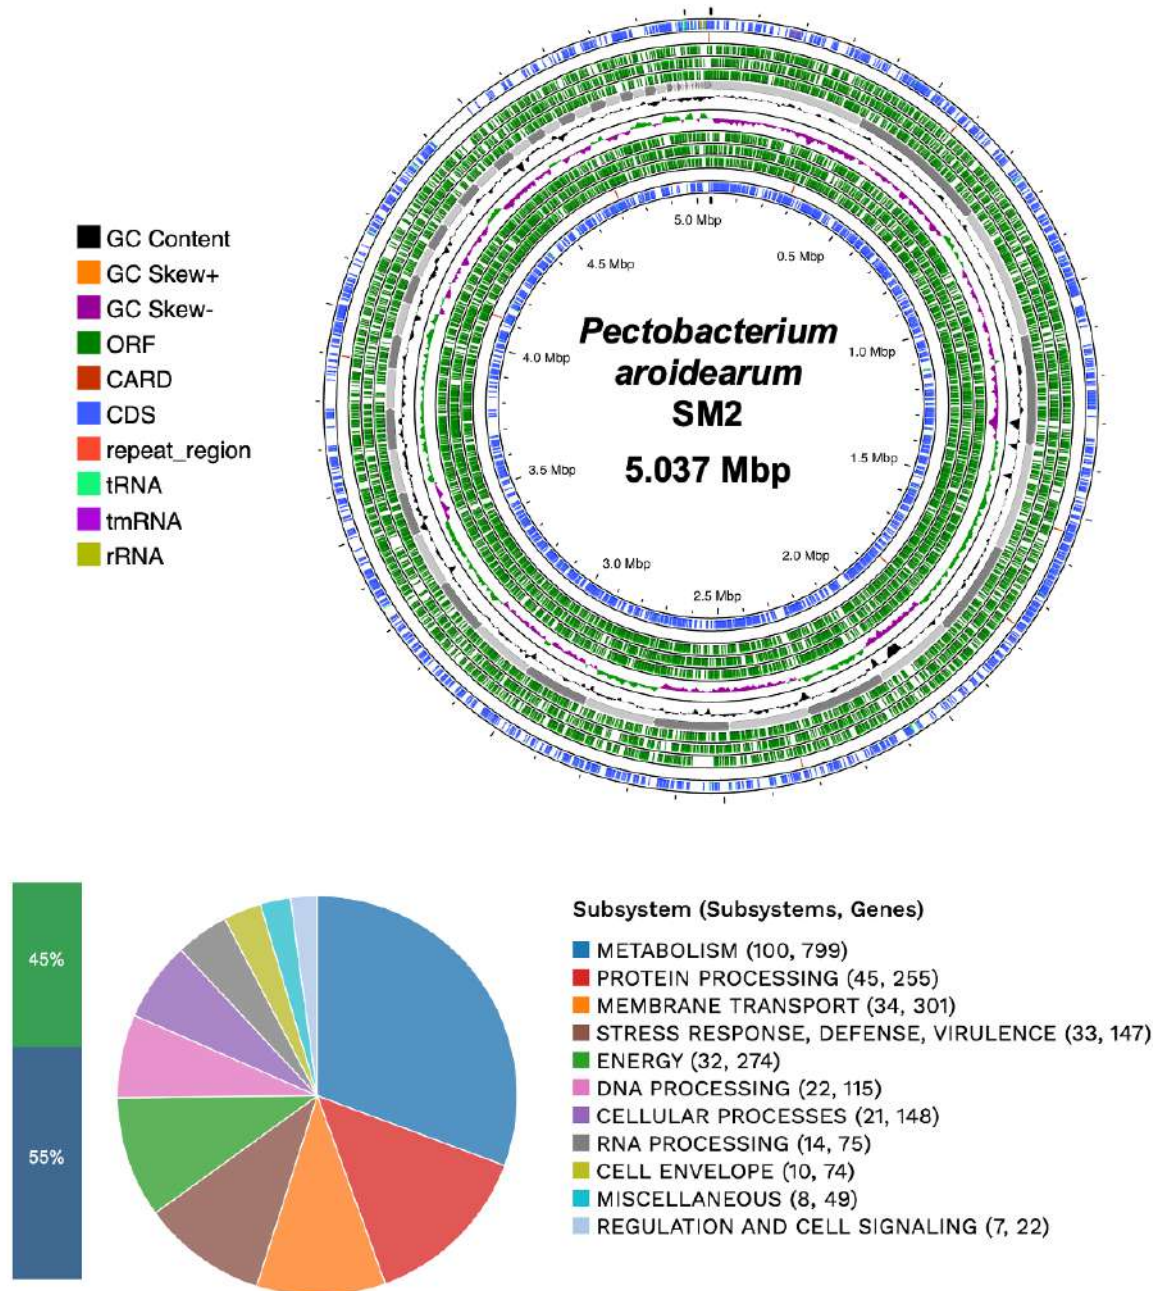 GC Content
GC Skew+
GC Skew-
ORF
CARD
CDS
repeat_region
tRNA
tmRNA
rRNA
5.0 Mbp
0.5 Mbp
1.0 Mbp
1.5 Mbp
2.0 Mbp
2.5 Mbp
3.0 Mbp
3.5 Mbp
4.0 Mbp
4.5 Mbp
Pectobacterium
aroidearum
SM2
5.037 Mbp
45%
55%
Subsystem (Subsystems, Genes)
METABOLISM (100, 799)
PROTEIN PROCESSING (45, 255)
MEMBRANE TRANSPORT (34, 301)
STRESS RESPONSE, DEFENSE, VIRULENCE (33, 147)
ENERGY (32, 274)
DNA PROCESSING (22, 115)
CELLULAR PROCESSES (21, 148)
RNA PROCESSING (14, 75)
CELL ENVELOPE (10, 74)
MISCELLANEOUS (8, 49)
REGULATION AND CELL SIGNALING (7, 22)